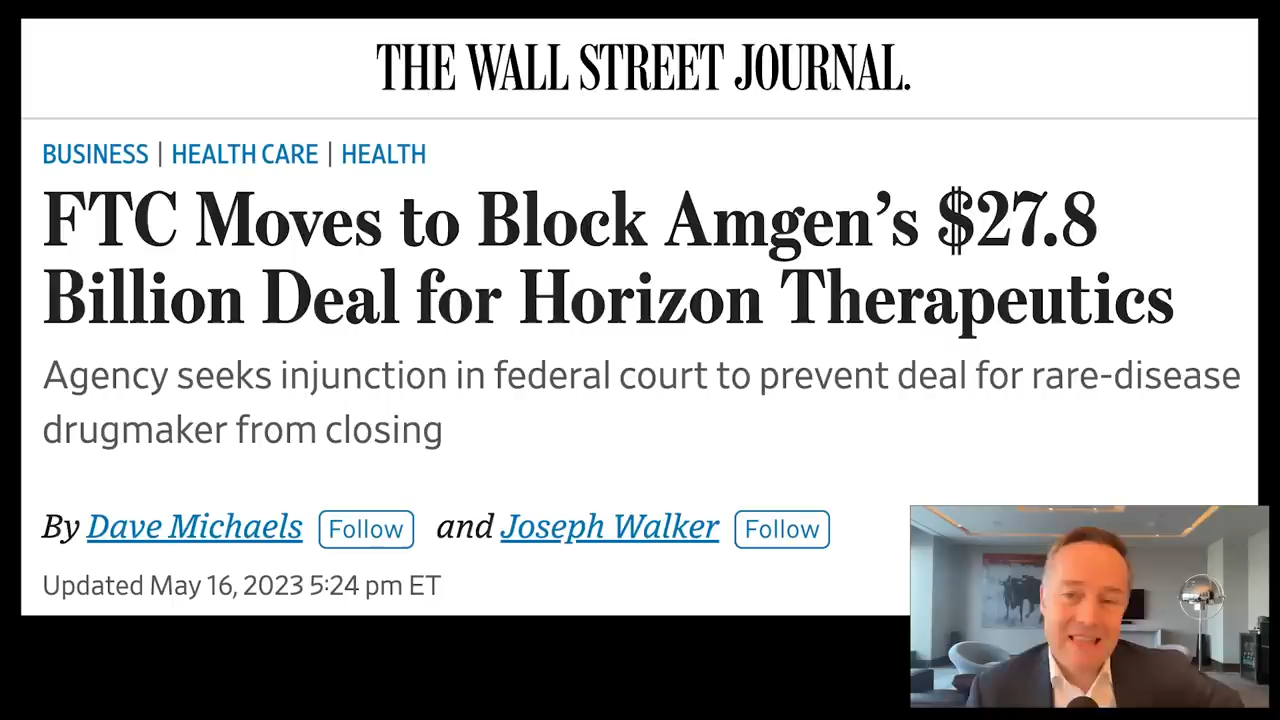 THE WALL STREET JOURNAL.
BUSINESS | HEALTH CARE | HEALTH
FTC Moves to Block Amgen’s $27.8
Billion Deal for Horizon Therapeutics
Agency seeks injunction in federal court to prevent deal for rare-disease
drugmaker from closing
By Dave Michaels Follow and Joseph Walker Follow
Updated May 16, 2023 5:24 pm ET